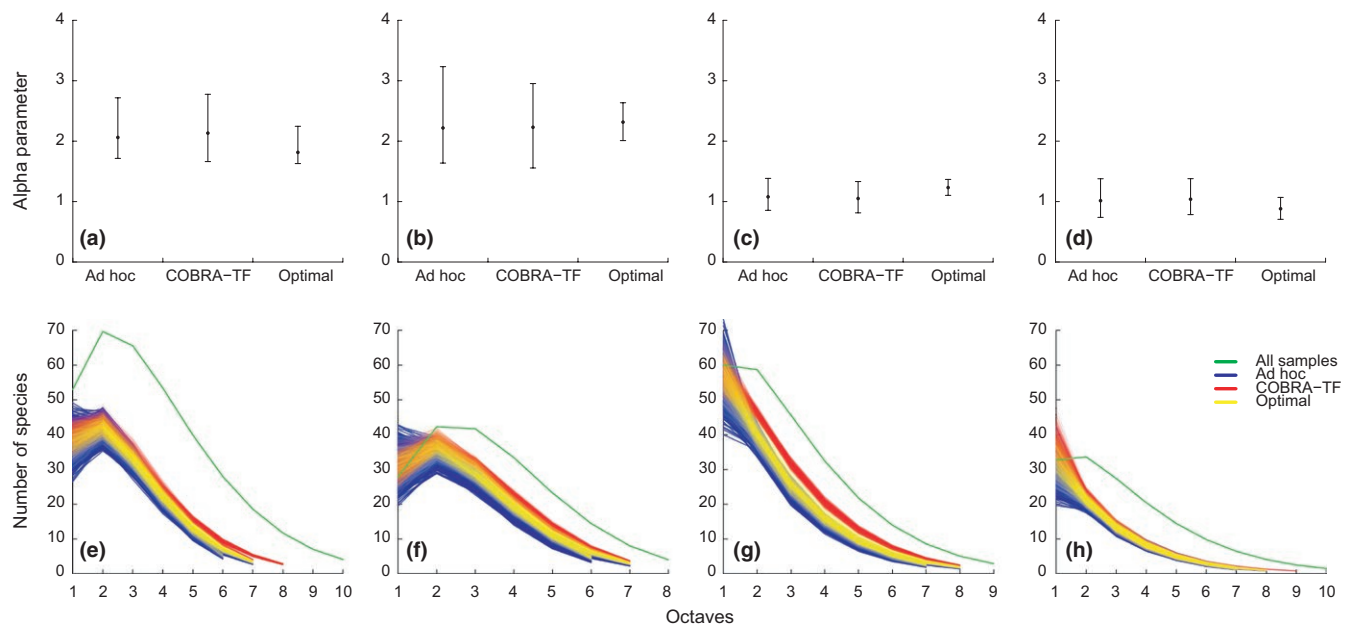 4 4 4 4
3 3 3 3
2 2 2 2
1 1 1 1
0 0 0 0
Alpha parameter
(a) (b) (c) (d)
Ad hoc COBRA−TF Optimal Ad hoc COBRA−TF Optimal Ad hoc COBRA−TF Optimal Ad hoc COBRA−TF Optimal
70 70 70 70
60 60 60 60
50 50 50 50
40 40 40 40
30 30 30 30
20 20 20 20
10 10 10 10
0 0 0 0
Number of species
All samples
Ad hoc
COBRA−TF
Optimal
(e) (f) (g) (h)
1 2 3 4 5 6 7 8 9 10 1 2 3 4 5 6 7 8 1 2 3 4 5 6 7 8 9 1 2 3 4 5 6 7 8 9 10
Octaves